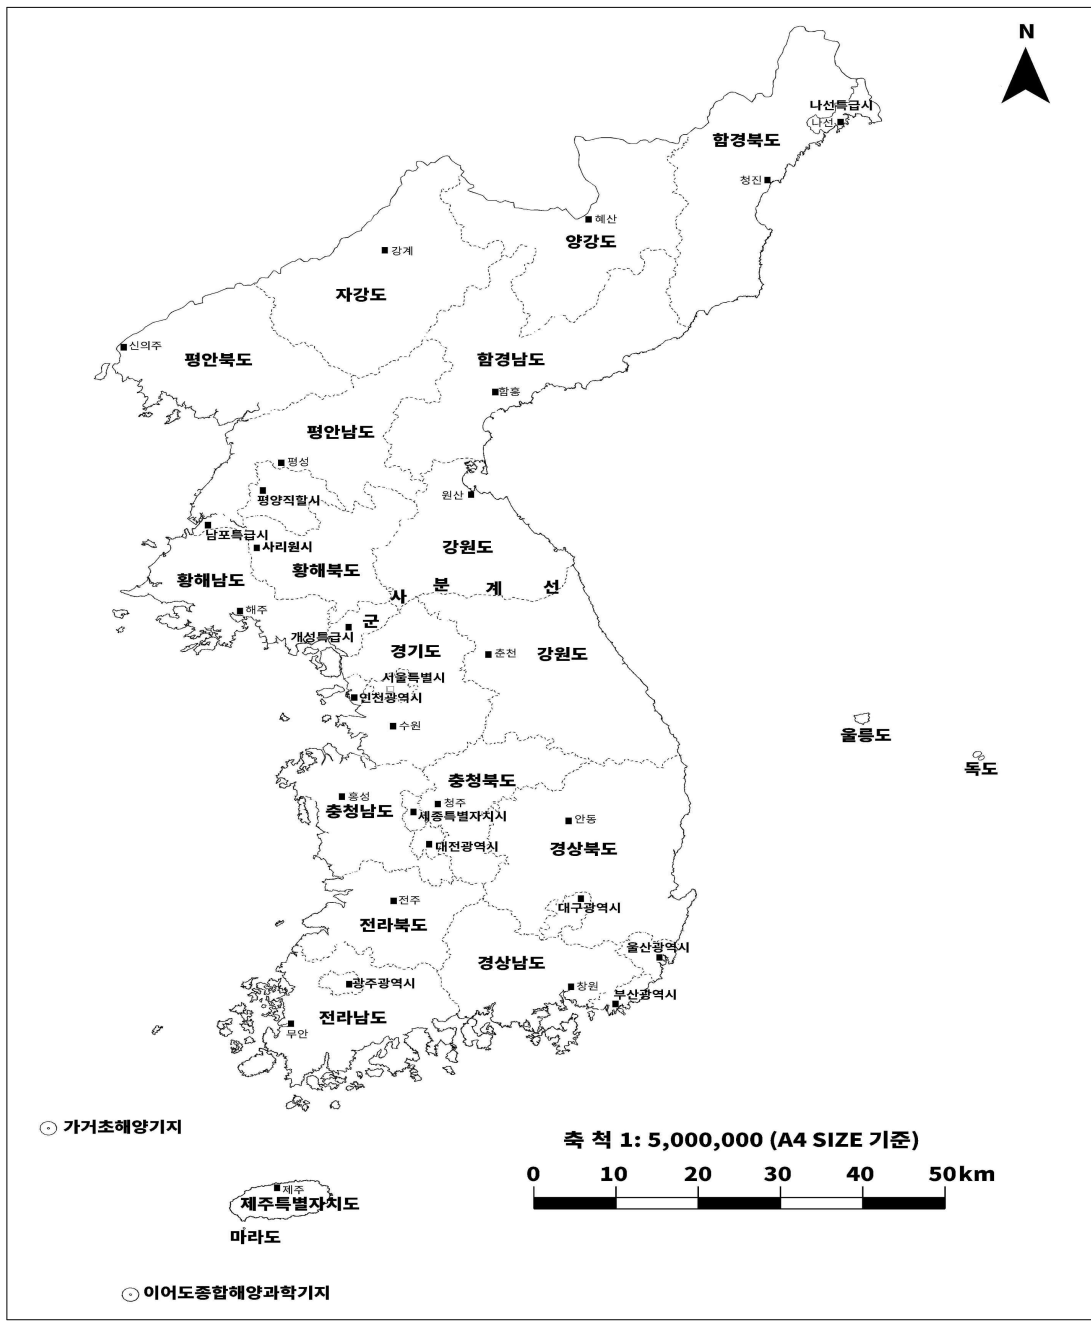 N
나선특급시
나선
함경북도
청진
혜산
양강도
강계
자강도
신의주
평안북도
함경남도
함흥
평안남도
평성
원산
평양직할시
남포특급시
사리원시
강원도
황해북도
황해남도
군 사 분 계 선
해주
개성특급시
경기도
춘천
강원도
서울특별시
인천광역시
수원
울릉도
독도
충청북도
홍성
청주
충청남도
세종특별자치시
안동
대전광역시
경상북도
전주
대구광역시
전라북도
울산광역시
경상남도
광주광역시
창원
부산광역시
전라남도
무안
가거초해양기지
축 척 1: 5,000,000 (A4 SIZE 기준)
0 10 20 30 40 50km
제주
제주특별자치도
마라도
이어도종합해양과학기지